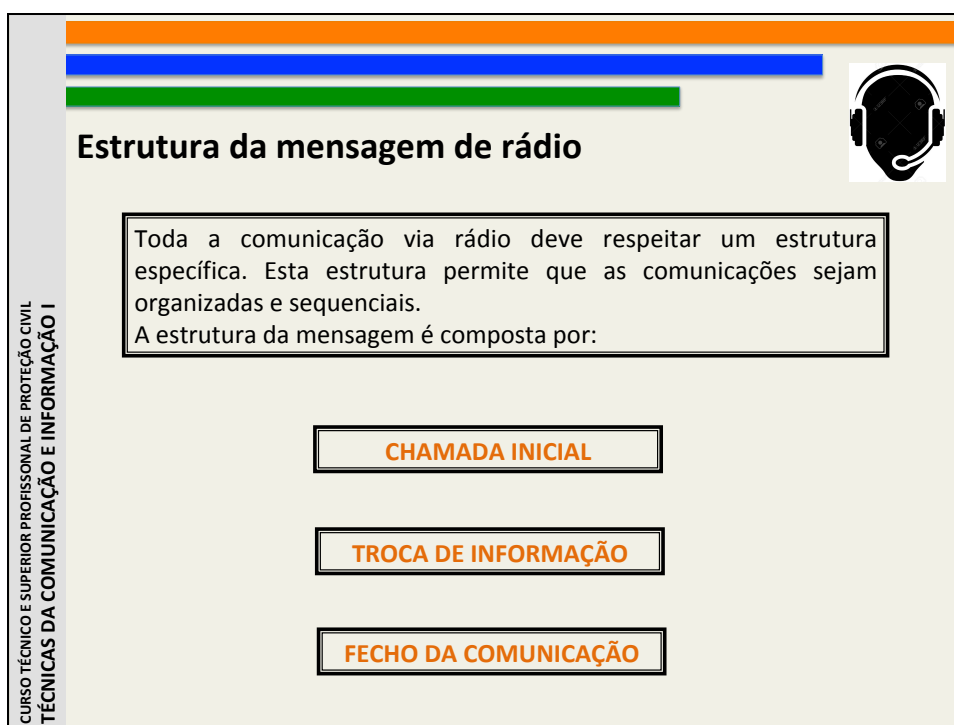 Estrutura da mensagem de rádio
Toda a comunicação via rádio deve respeitar um estrutura
específica. Esta estrutura permite que as comunicações sejam
organizadas e sequenciais.
A estrutura da mensagem é composta por:
CHAMADA INICIAL
TROCA DE INFORMAÇÃO
FECHO DA COMUNICAÇÃO
CURSO TÉCNICO E SUPERIOR PROFISSONAL DE PROTEÇÃO CIVIL
TÉCNICAS DA COMUNICAÇÃO E INFORMAÇÃO I